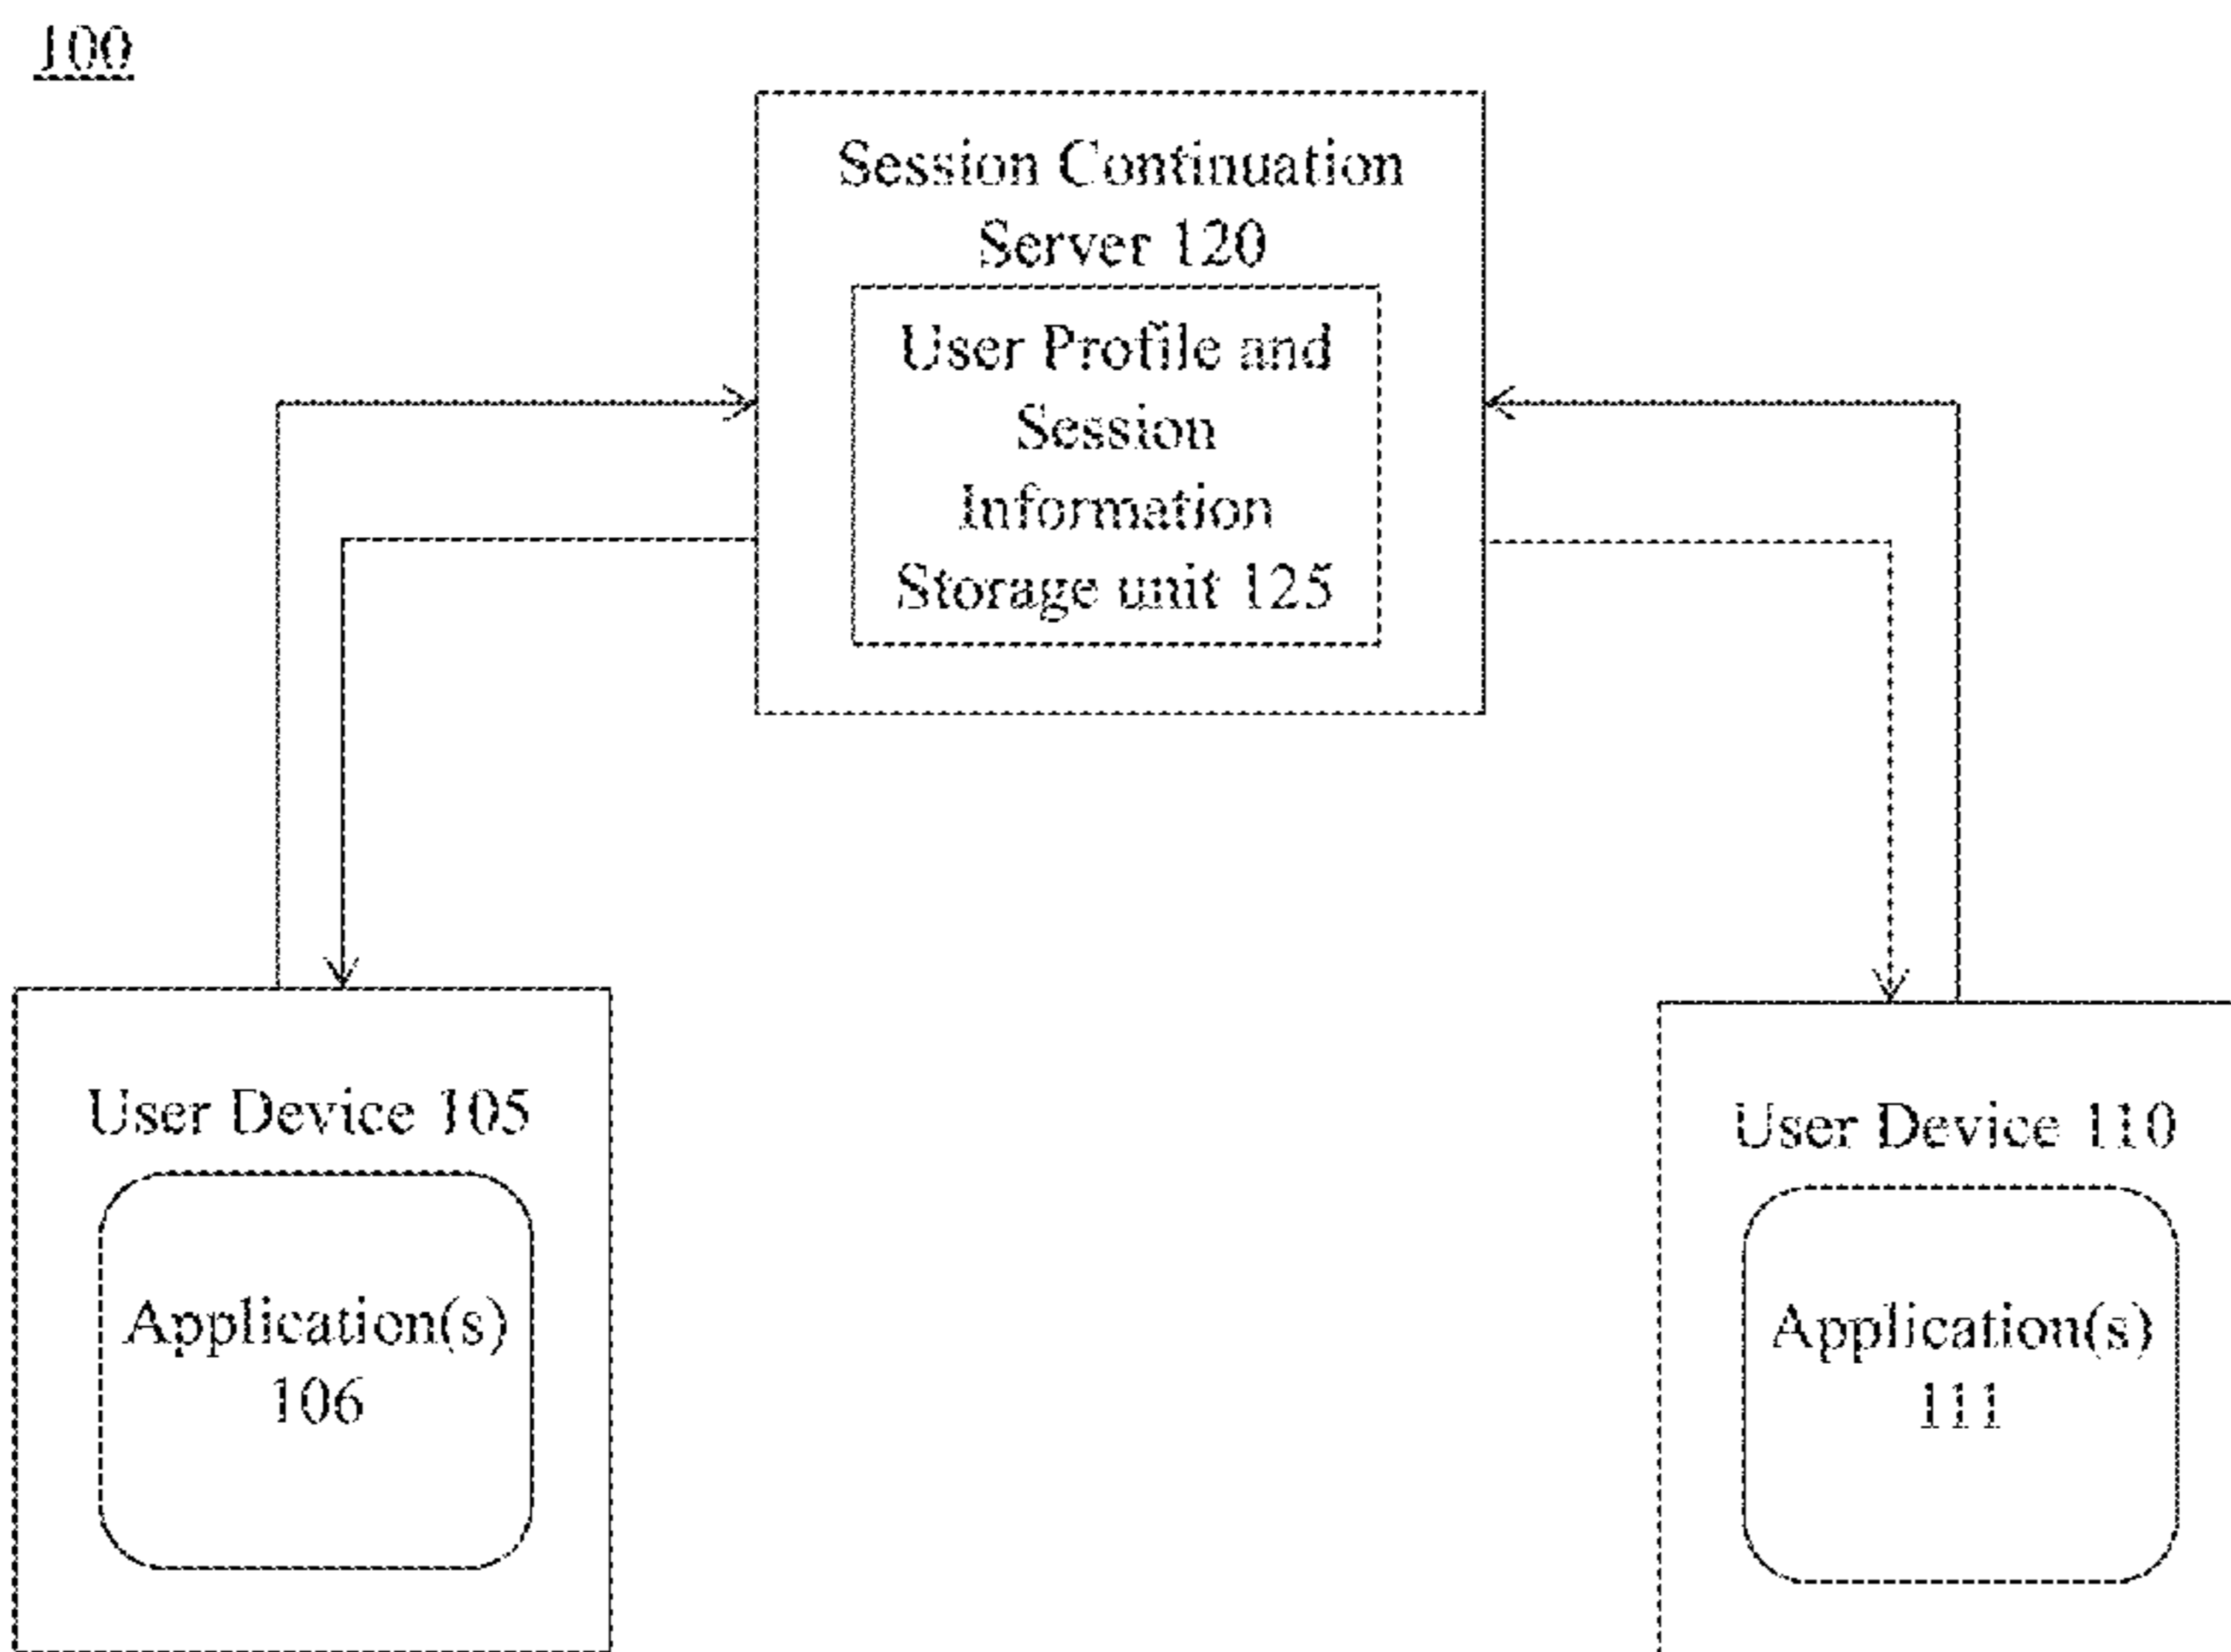 100
Session Continuation
Server 120
User Profile and
Session
Information
Storage unit 125
User Device 105
Application(s)
106
User Device 110
Application(s)
111